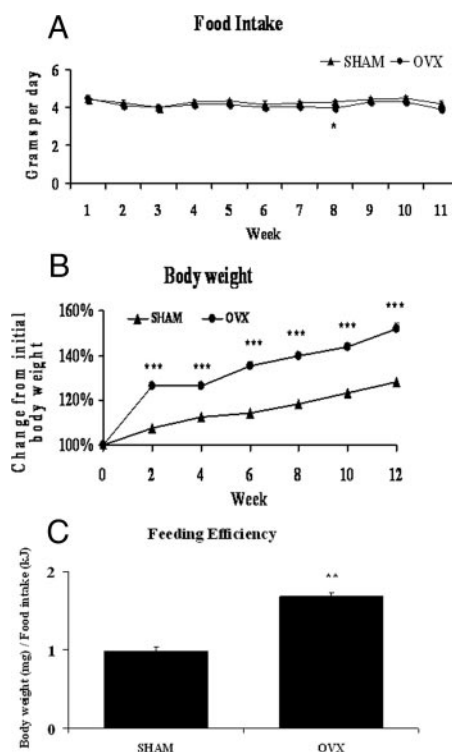 A
Food Intake
SHAM OVX
Grams per day
6
4
2
0
*
1 2 3 4 5 6 7 8 9 10 11
Week
B
Body weight
Change from initial
body weight
160%
140%
120%
100%
SHAM OVX
*** *** *** *** *** ***
0 2 4 6 8 10 12
Week
C
Feeding Efficiency
Body weight (mg) / Food intake (kJ)
2
1
0
**
SHAM OVX